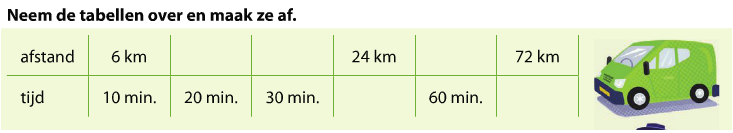 Neem de tabellen over en maak ze af.
afstand 6 km 24 km 72 km
tijd 10 min. 20 min. 30 min. 60 min.